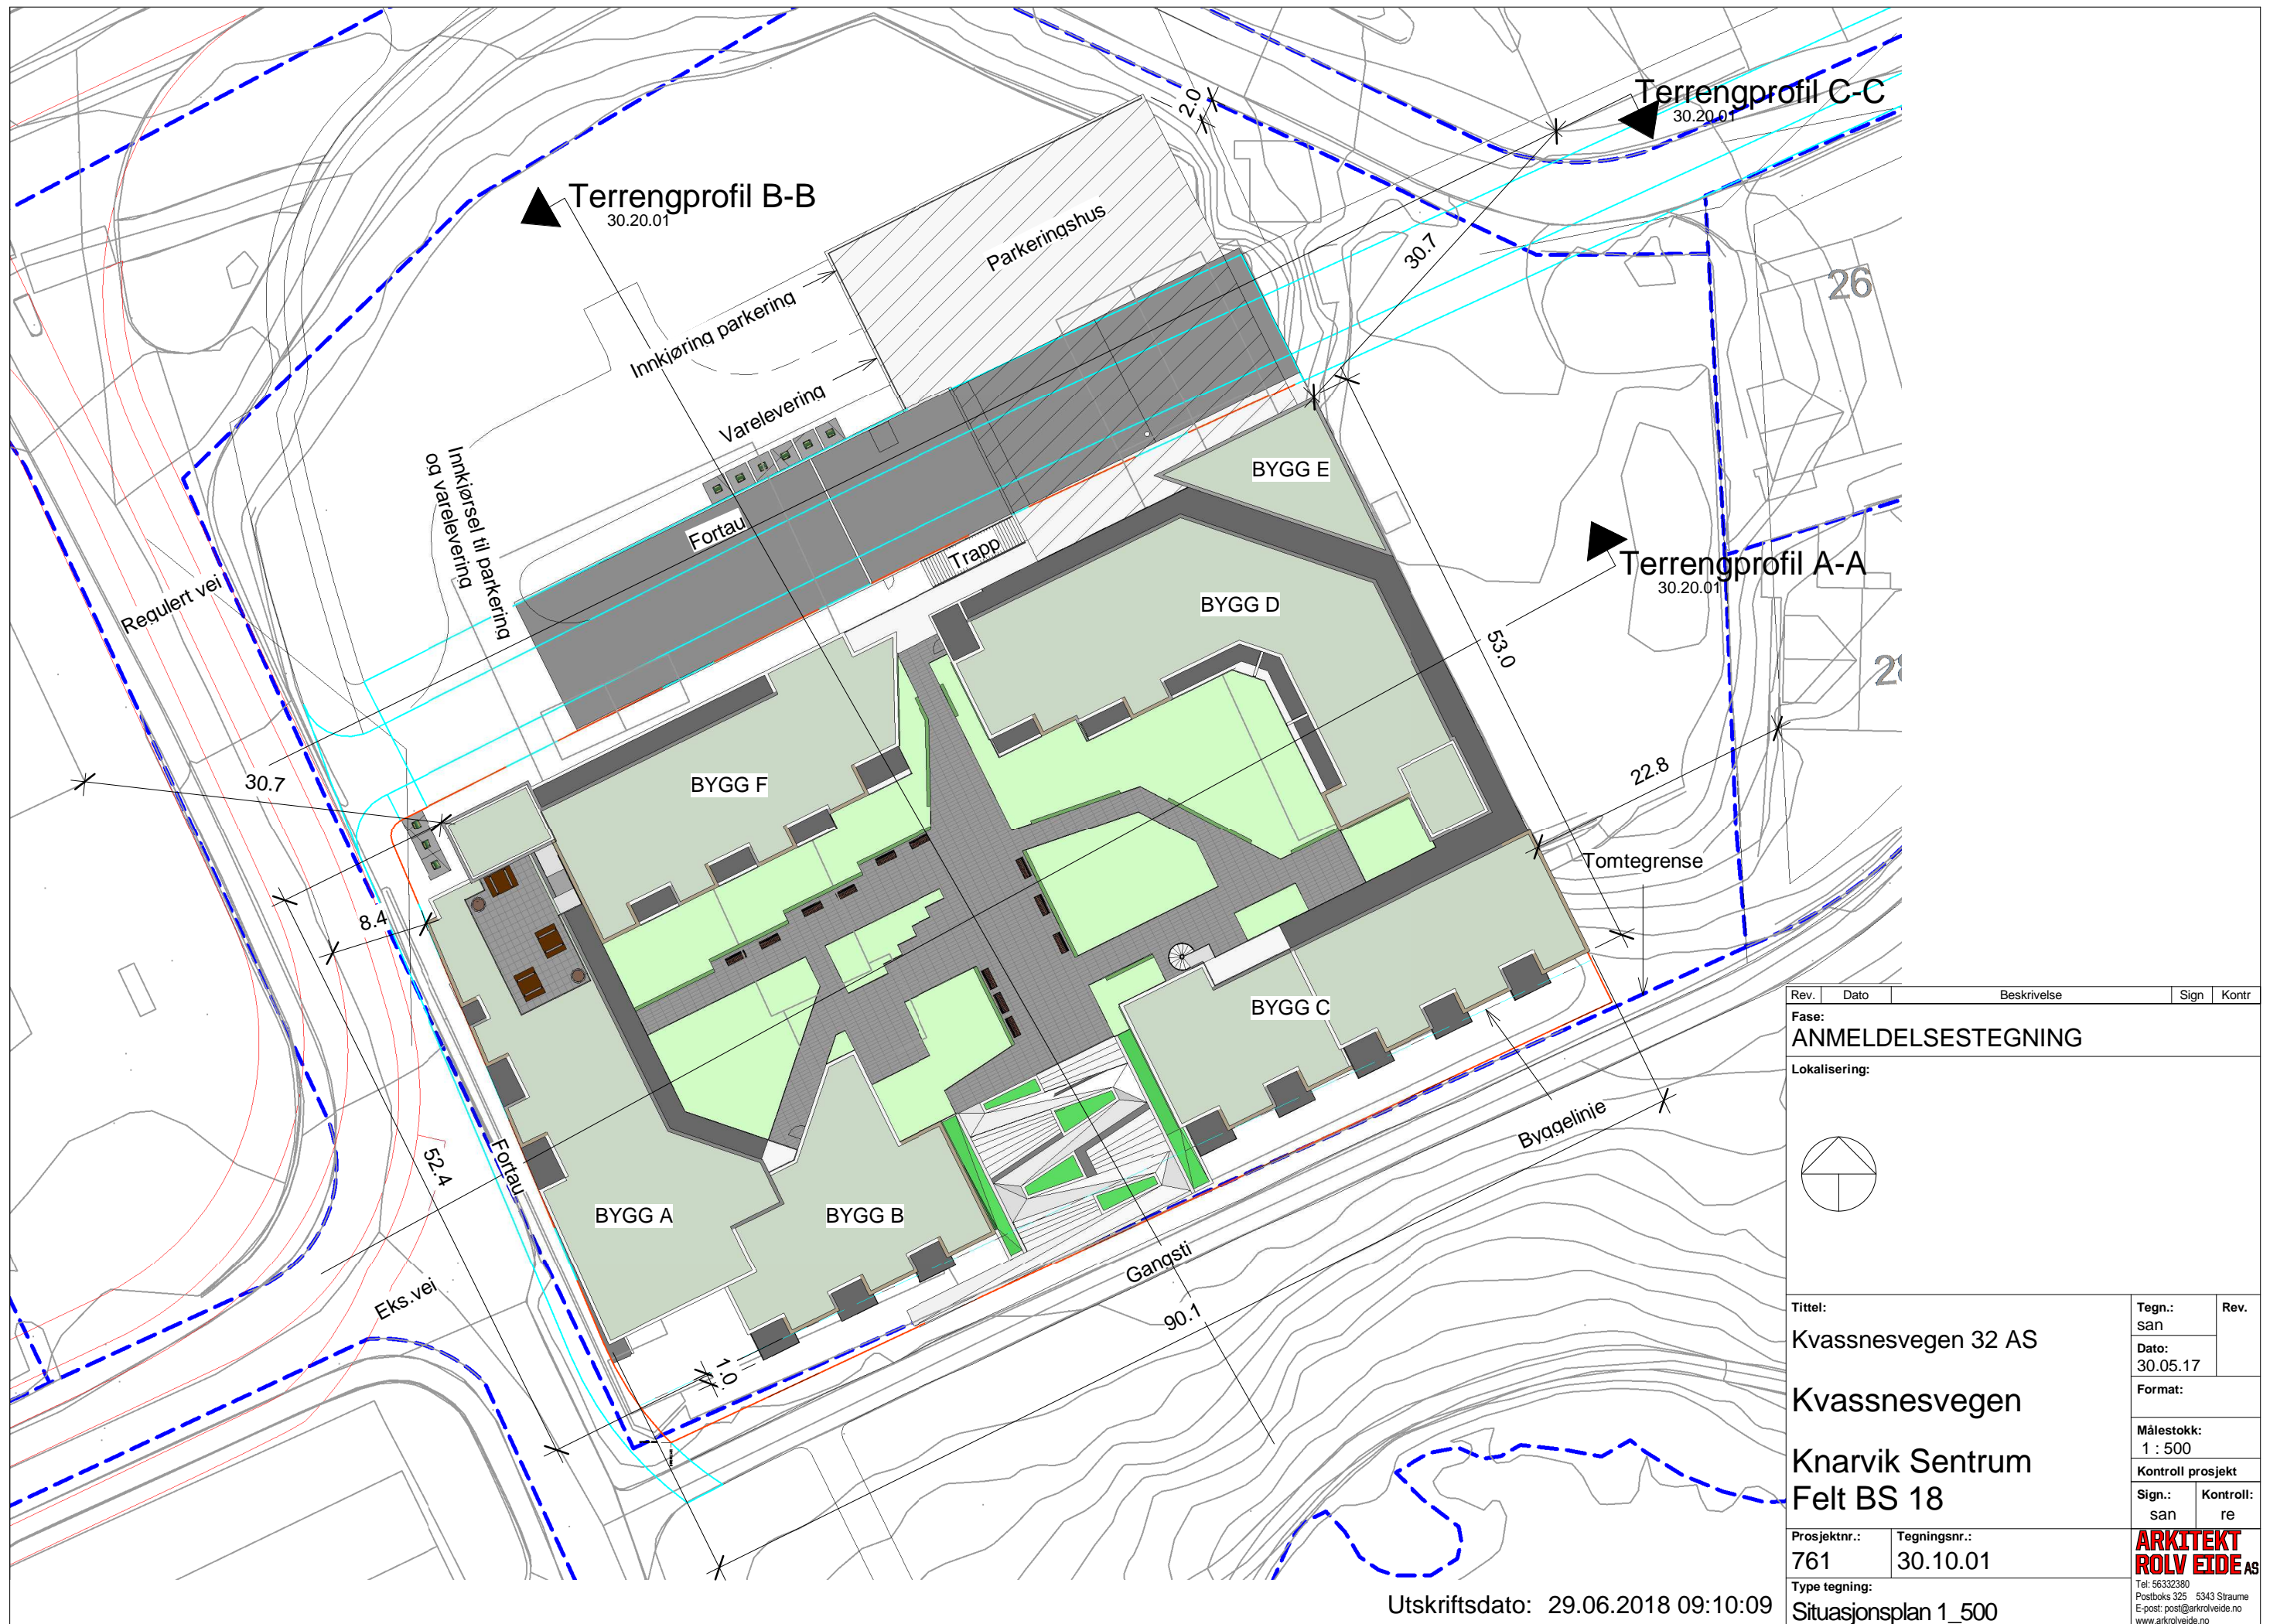 Terrengprofil C-C
30.20.01
2.0
Terrengprofil B-B
30.20.01
Parkeringshus
30.7
26
Innkjøring parkering
Varelevering
Innkjørsel til parkering
og varelevering
BYGG E
Fortau
Trapp
Terrengprofil A-A
30.20.01
Regulert vei
BYGG D
53.0
30.7
BYGG F
22.8
Tomtegrense
8.4
BYGG C
Byggelinie
52.4
Fortau
BYGG A
BYGG B
Gangsti
Eks.vei
90.1
1.0
Rev. Dato Beskrivelse Sign Kontr
Fase:
ANMELDELSESTEGNING
Lokalisering:
Tittel:
Kvassnesvegen 32 AS
Kvassnesvegen
Knarvik Sentrum
Felt BS 18
Tegn.:
san
Rev.
Dato:
30.05.17
Format:
Målestokk:
1 : 500
Kontroll prosjekt
Sign.: Kontroll:
san re
Prosjektnr.: Tegningsnr.:
761 30.10.01
ARKITEKT
ROLV EIDE AS
Tel: 56332380
Postboks 325 5343 Straume
E-post: post@arkrolveide.no
www.arkrolveide.no
Type tegning:
Situasjonsplan 1_500
Utskriftsdato: 29.06.2018 09:10:09